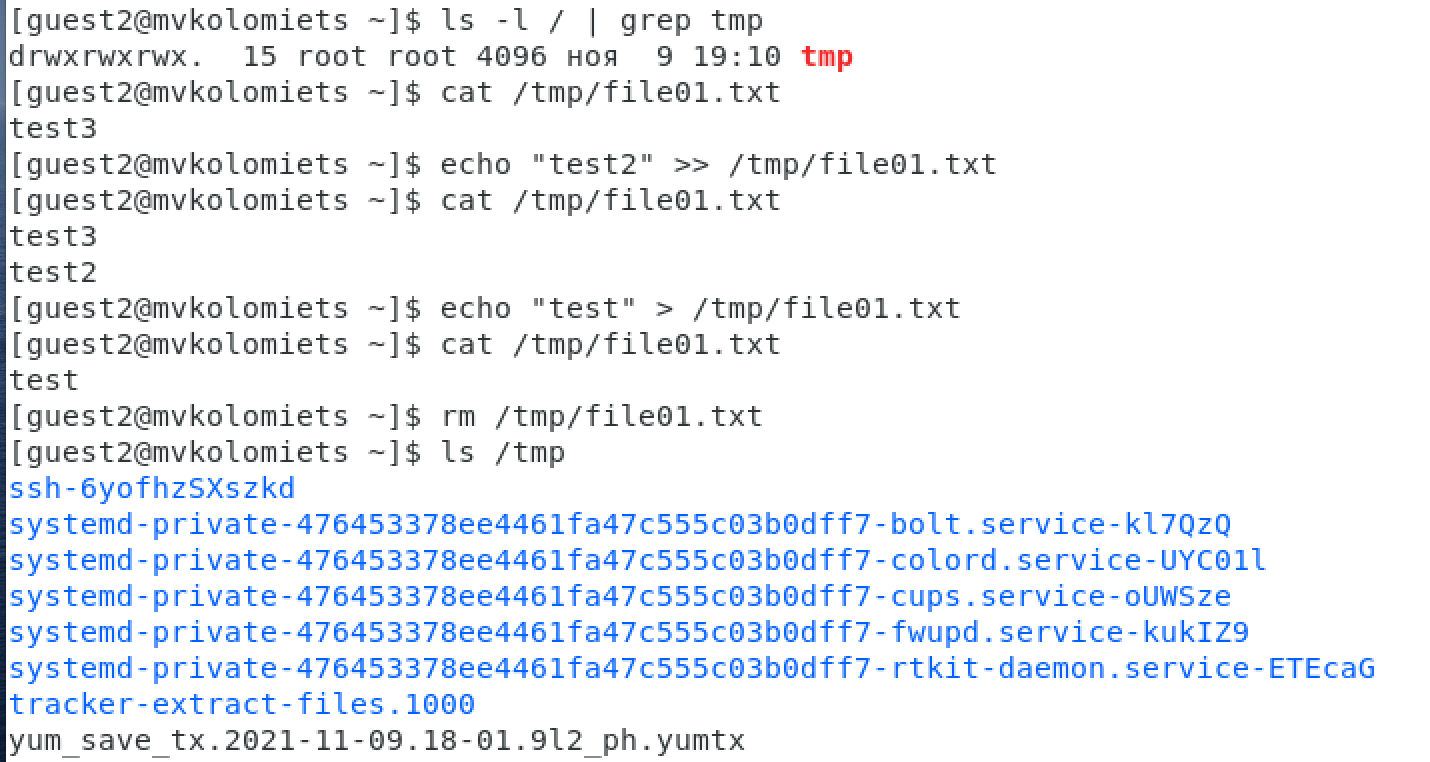 [guest2@mvkolomiets ~]$ ls -l / | grep tmp
drwxrwxrwx.  15 root root 4096 ноя  9 19:10 tmp
[guest2@mvkolomiets ~]$ cat /tmp/file01.txt
test3
[guest2@mvkolomiets ~]$ echo "test2" >> /tmp/file01.txt
[guest2@mvkolomiets ~]$ cat /tmp/file01.txt
test3
test2
[guest2@mvkolomiets ~]$ echo "test" > /tmp/file01.txt
[guest2@mvkolomiets ~]$ cat /tmp/file01.txt
test
[guest2@mvkolomiets ~]$ rm /tmp/file01.txt
[guest2@mvkolomiets ~]$ ls /tmp
ssh-6yofhzSXszkd
systemd-private-476453378ee4461fa47c555c03b0dff7-bolt.service-kl7QzQ
systemd-private-476453378ee4461fa47c555c03b0dff7-colord.service-UYC01l
systemd-private-476453378ee4461fa47c555c03b0dff7-cups.service-oUWSze
systemd-private-476453378ee4461fa47c555c03b0dff7-fwupd.service-kukIZ9
systemd-private-476453378ee4461fa47c555c03b0dff7-rtkit-daemon.service-ETEcaG
tracker-extract-files.1000
yum_save_tx.2021-11-09.18-01.9l2_ph.yumtx